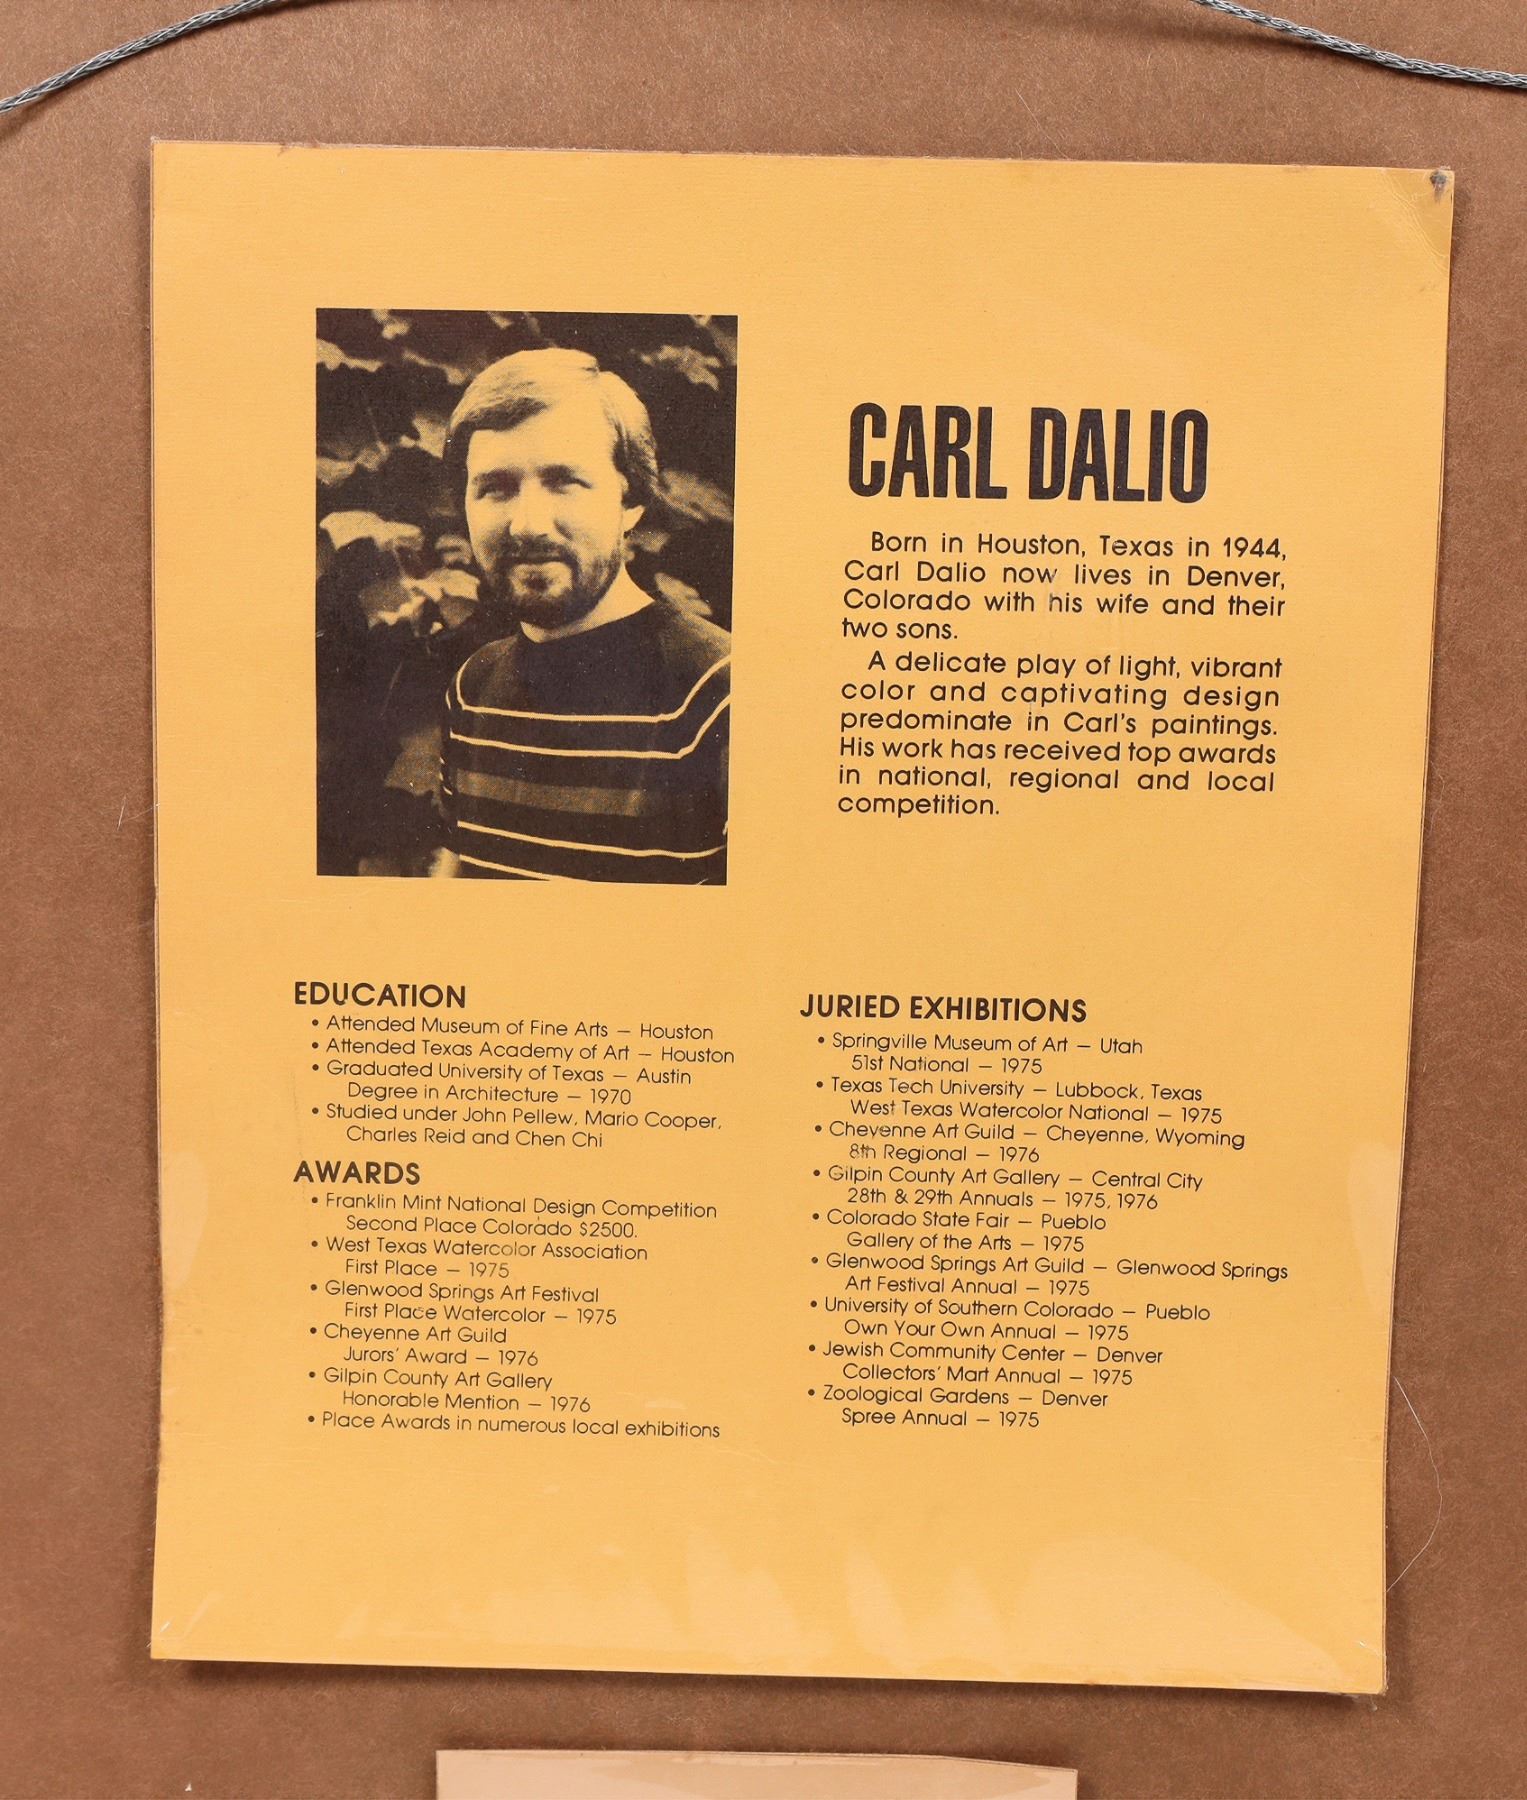 CARL DALIO
Born in Houston, Texas in 1944,
Carl Dalio now lives in Denver,
Colorado with his wife and their
two sons.
A delicate play of light, vibrant
color and captivating design
predominate in Carl's paintings.
His work has received top awards
in national, regional and local
competition.
EDUCATION
• Attended Museum of Fine Arts – Houston
• Attended Texas Academy of Art – Houston
• Graduated University of Texas – Austin
Degree in Architecture – 1970
• Studied under John Pellew, Mario Cooper,
Charles Reid and Chen Chi
AWARDS
• Franklin Mint National Design Competition
Second Place Colorado $2500.
• West Texas Watercolor Association
First Place – 1975
• Glenwood Springs Art Festival
First Place Watercolor – 1975
• Cheyenne Art Guild
Jurors' Award – 1976
• Gilpin County Art Gallery
Honorable Mention – 1976
• Place Awards in numerous local exhibitions
JURIED EXHIBITIONS
• Springville Museum of Art – Utah
51st National – 1975
• Texas Tech University – Lubbock, Texas
West Texas Watercolor National – 1975
• Cheyenne Art Guild – Cheyenne, Wyoming
8th Regional – 1976
• Gilpin County Art Gallery – Central City
28th & 29th Annuals – 1975, 1976
• Colorado State Fair – Pueblo
Gallery of the Arts – 1975
• Glenwood Springs Art Guild – Glenwood Springs
Art Festival Annual – 1975
• University of Southern Colorado – Pueblo
Own Your Own Annual – 1975
• Jewish Community Center – Denver
Collectors' Mart Annual – 1975
• Zoological Gardens – Denver
Spree Annual – 1975